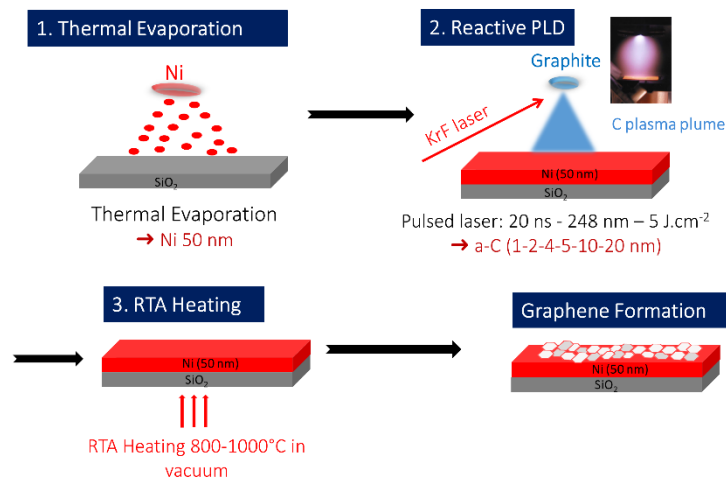 1. Thermal Evaporation
Ni
SiO₂
Thermal Evaporation
➔ Ni 50 nm
2. Reactive PLD
Graphite
KrF laser
C plasma plume
Ni (50 nm)
SiO₂
Pulsed laser: 20 ns - 248 nm – 5 J.cm⁻²
➔ a-C (1-2-4-5-10-20 nm)
3. RTA Heating
Ni (50 nm)
SiO₂
RTA Heating 800-1000°C in
vacuum
Graphene Formation
Ni (50 nm)
SiO₂